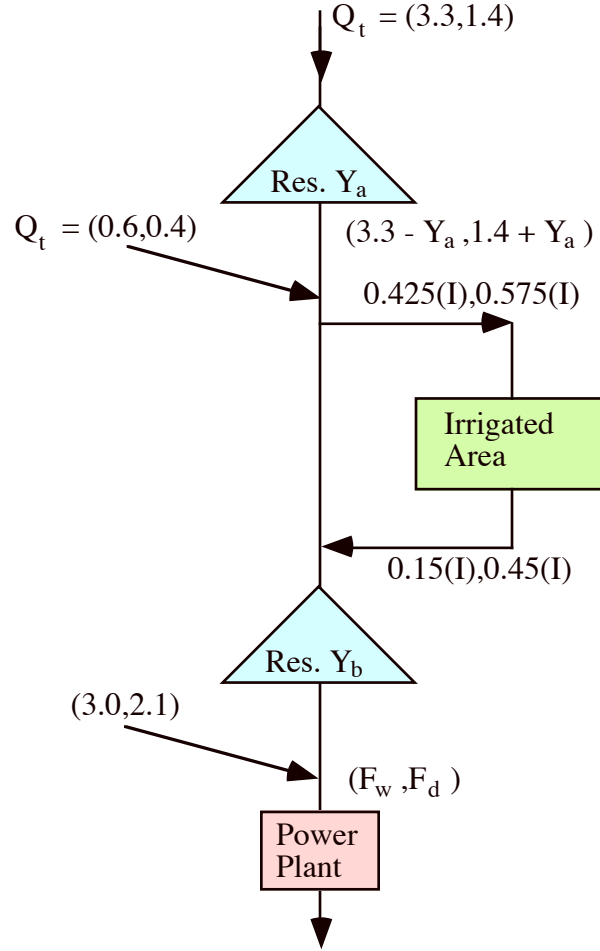 Q_t = (3.3,1.4)
Res. Y_a
Q_t = (0.6,0.4)
(3.3 - Y_a ,1.4 + Y_a )
0.425(I),0.575(I)
Irrigated
Area
0.15(I),0.45(I)
Res. Y_b
(3.0,2.1)
(F_w ,F_d )
Power
Plant